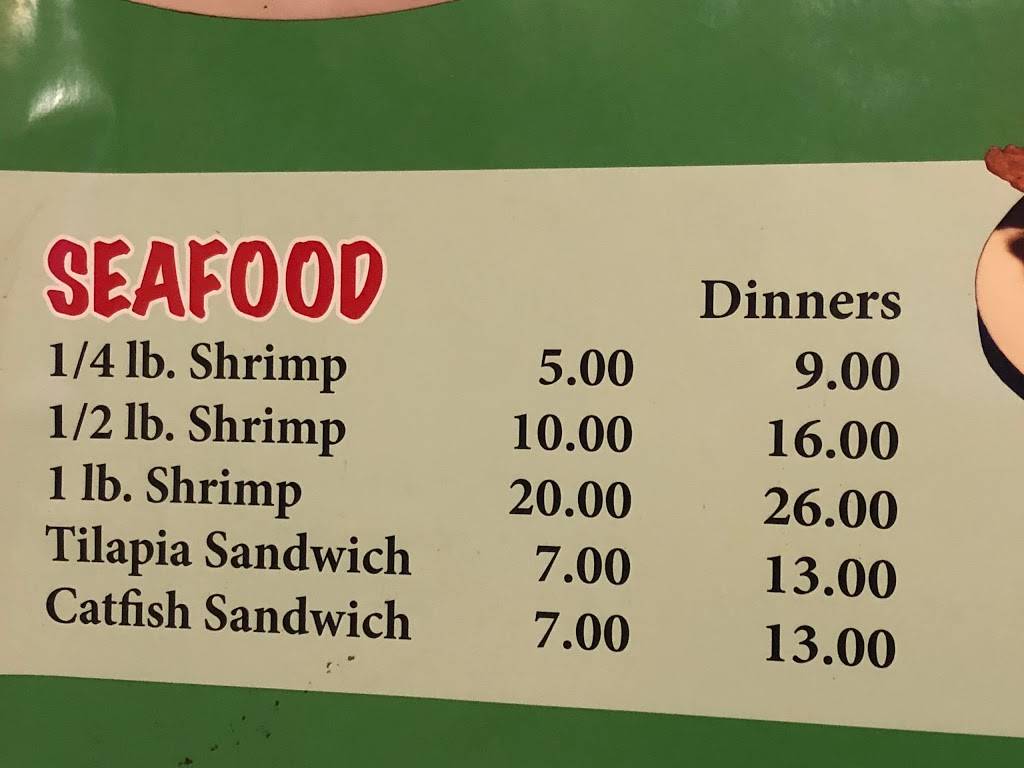 SEAFOOD
Dinners
1/4 lb. Shrimp 5.00 9.00
1/2 lb. Shrimp 10.00 16.00
1 lb. Shrimp 20.00 26.00
Tilapia Sandwich 7.00 13.00
Catfish Sandwich 7.00 13.00